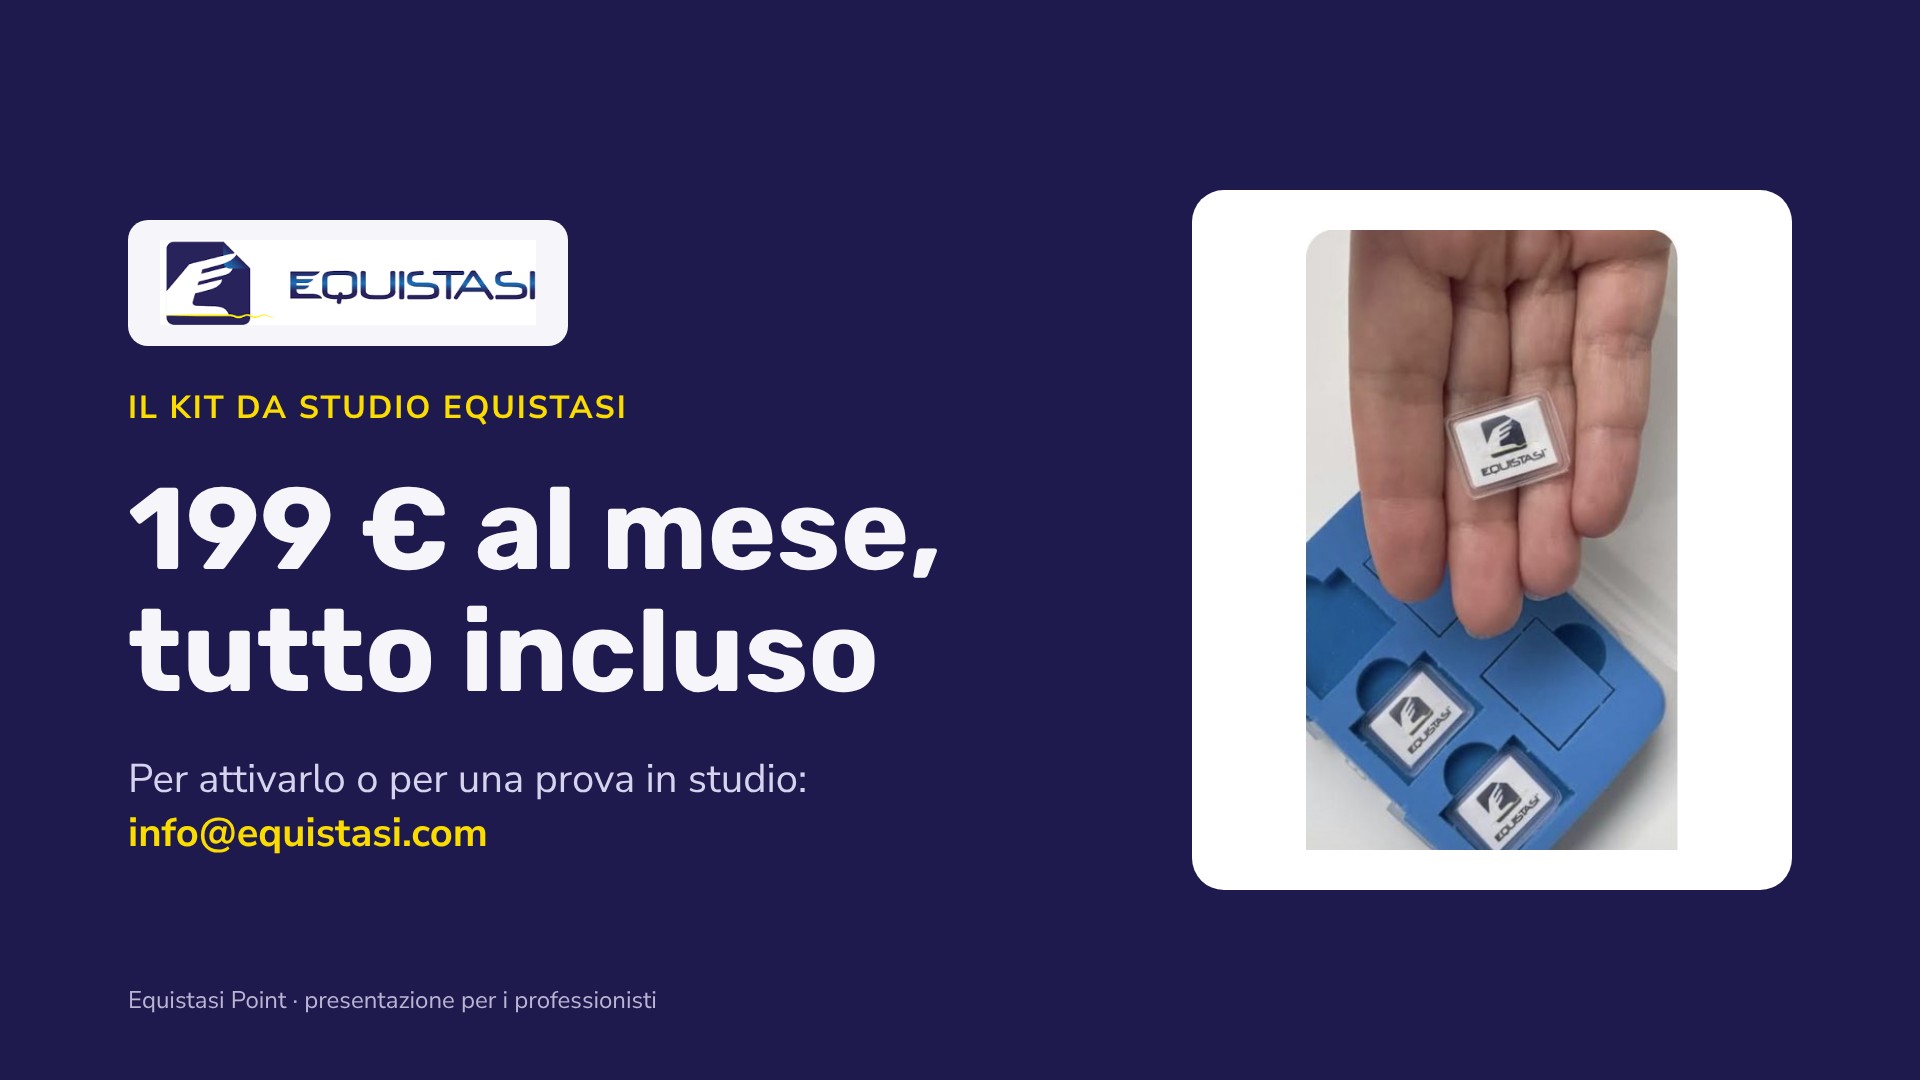 EQUISTASI
IL KIT DA STUDIO EQUISTASI
199 € al mese,
tutto incluso
Per attivarlo o per una prova in studio:
info@equistasi.com
Equistasi Point · presentazione per i professionisti
EQUISTASI
EQUISTASI
EQUISTASI